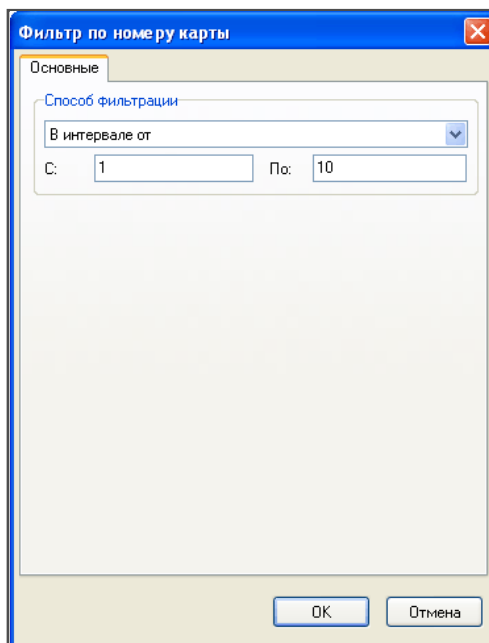 Фильтр по номеру карты
Основные
Способ фильтрации
В интервале от
С: 1 По: 10
OK Отмена